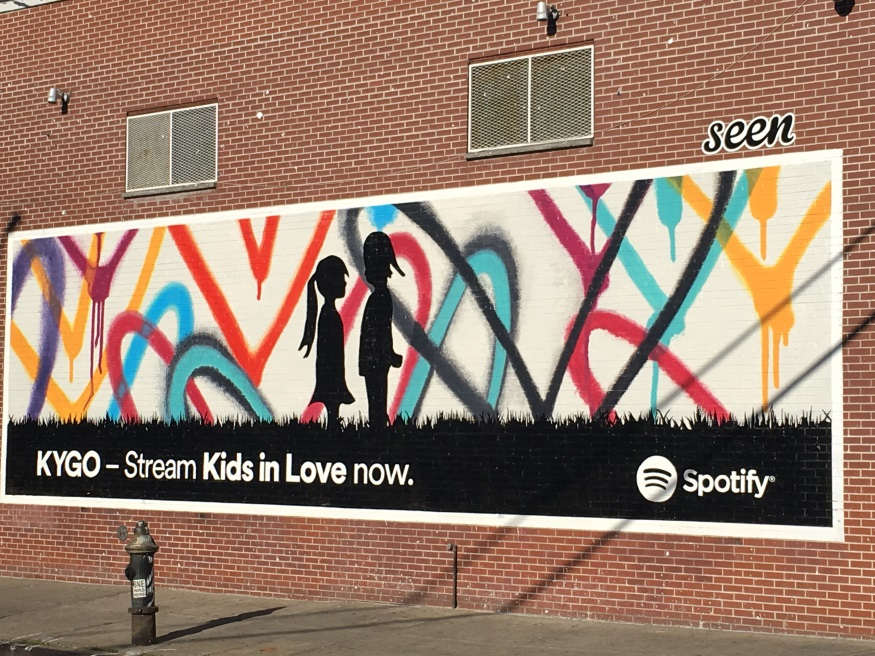 seen
KYGO – Stream Kids in Love now.
Spotify®